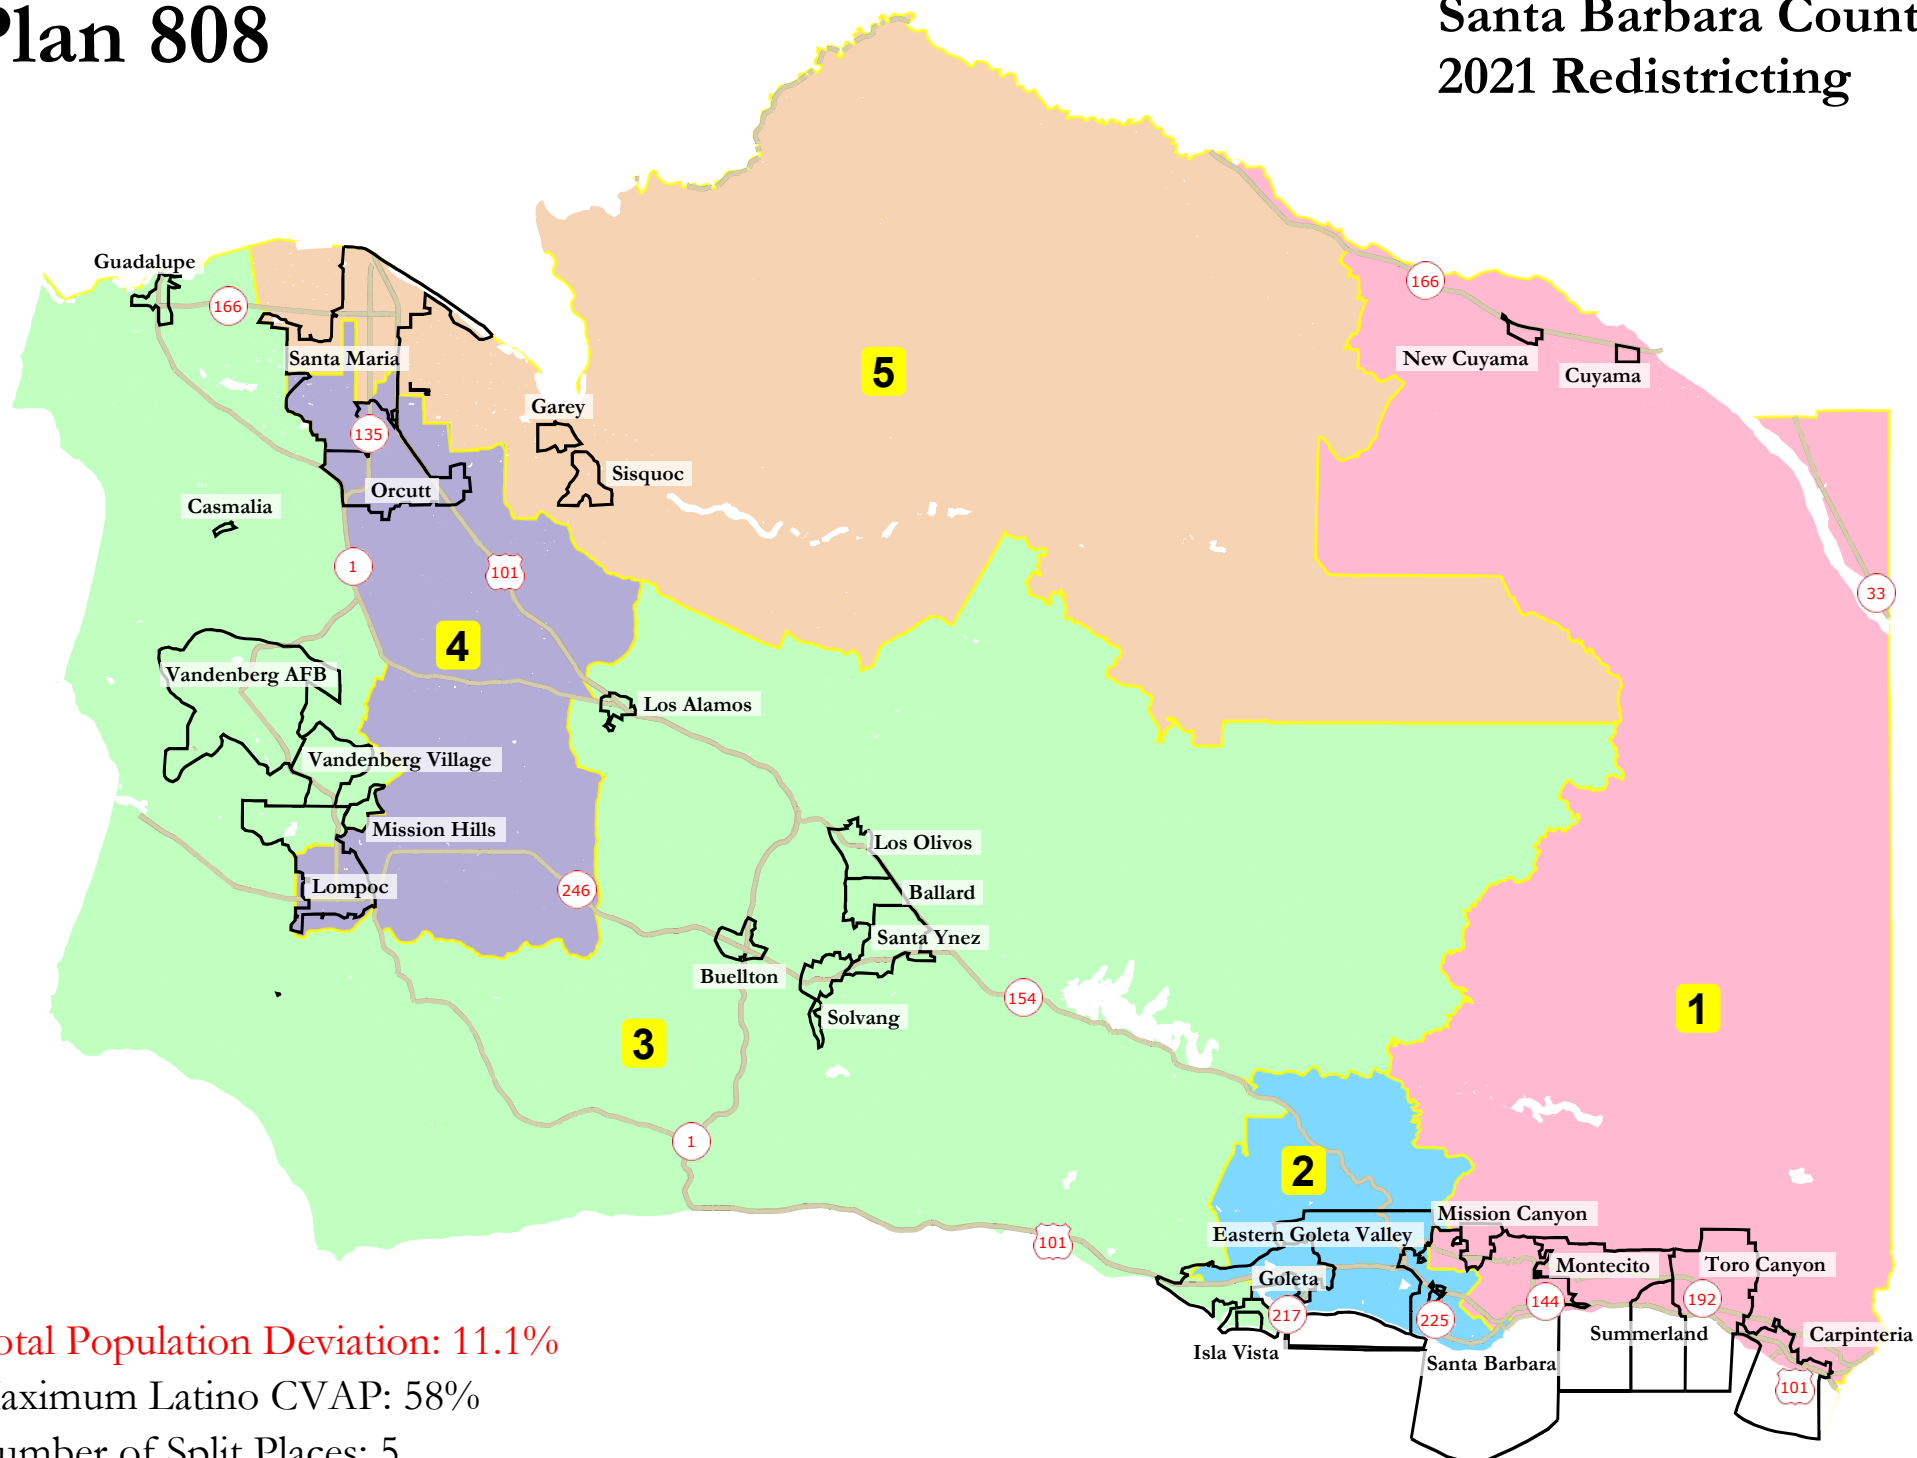 Plan 808
Santa Barbara Count
2021 Redistricting
Guadalupe
166
Santa Maria
135
Garey
Sisquoc
Orcutt
Casmalia
5
166
New Cuyama
Cuyama
33
1
101
4
Vandenberg AFB
Los Alamos
Vandenberg Village
Mission Hills
Lompoc
246
Los Olivos
Ballard
Santa Ynez
Buellton
Solvang
154
3
1
1
2
101
Mission Canyon
Eastern Goleta Valley
Goleta
Montecito
Toro Canyon
217
225
144
192
Isla Vista
Santa Barbara
Summerland
Carpinteria
101
otal Population Deviation: 11.1%
aximum Latino CVAP: 58%
umber of Split Places: 5